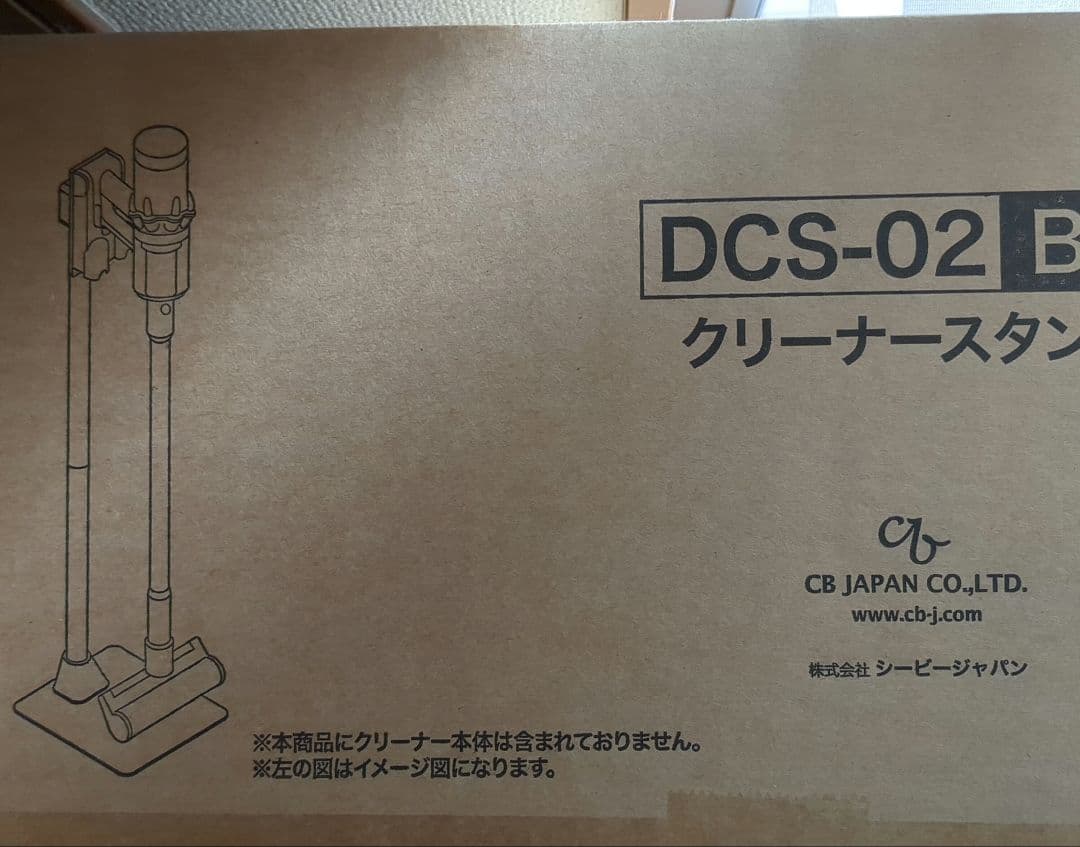 DCS-02 B
クリーナースタン
cb
CB JAPAN CO.,LTD.
www.cb-j.com
株式会社 シービージャパン
※本商品にクリーナー本体は含まれておりません。
※左の図はイメージ図になります。